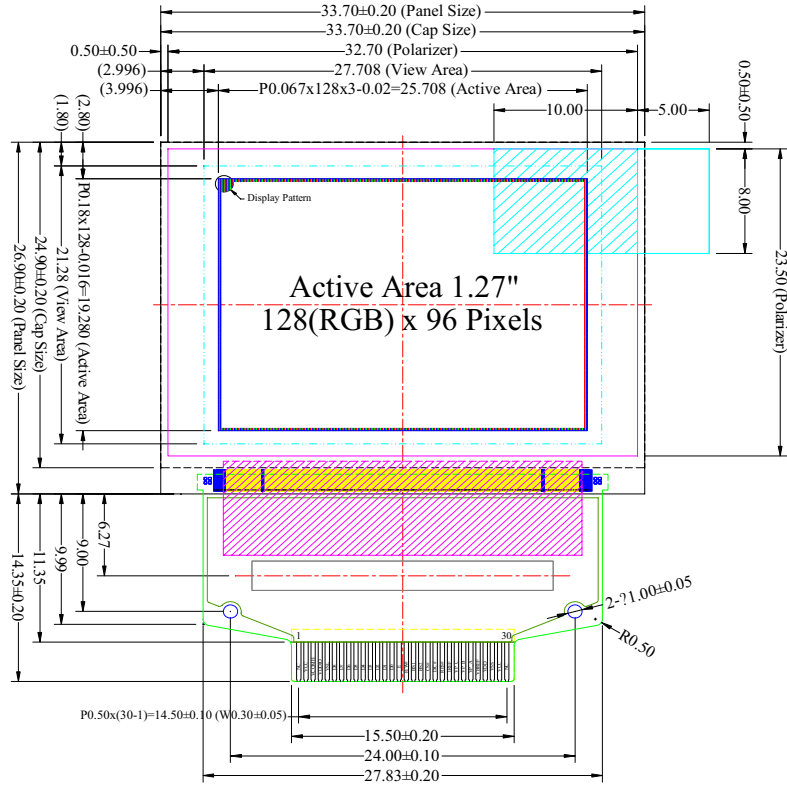 33.70±0.20 (Panel Size)
33.70±0.20 (Cap Size)
0.50±0.50
32.70 (Polarizer)
(2.996)
27.708 (View Area)
(3.996)
P0.067x128x3-0.02=25.708 (Active Area)
(1.80)
(2.80)
10.00
5.00
0.50±0.50
8.00
23.50 (Polarizer)
Display Pattern
Active Area 1.27"
128(RGB) x 96 Pixels
P0.18x128-0.016=19.280 (Active Area)
21.28 (View Area)
24.90±0.20 (Cap Size)
26.90±0.20 (Panel Size)
6.27
9.00
9.99
11.35
14.35±0.20
2-?1.00±0.05
R0.50
1
30
P0.50x(30-1)=14.50±0.10 (W0.30±0.05)
15.50±0.20
24.00±0.10
27.83±0.20